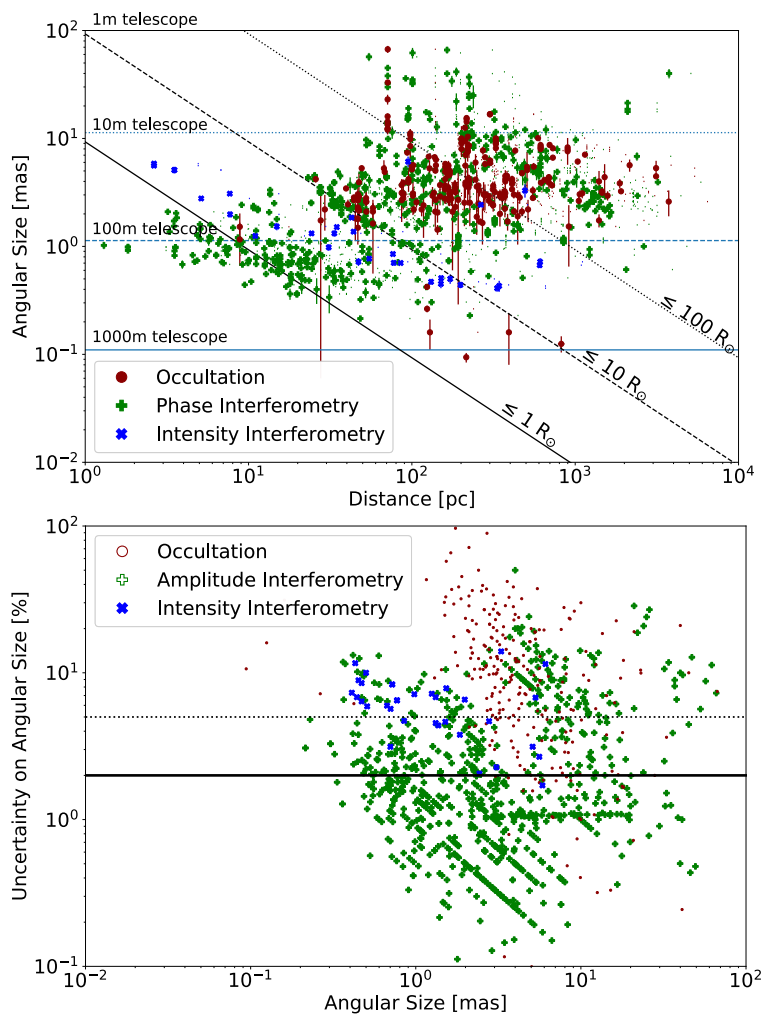 1m telescope
10m telescope
100m telescope
1000m telescope
≤ 100 R☉
≤ 10 R☉
≤ 1 R☉
Occultation
Phase Interferometry
Intensity Interferometry
Angular Size [mas]
10²
10¹
10⁰
10⁻¹
10⁻²
10⁰ 10¹ 10² 10³ 10⁴
Distance [pc]
Occultation
Amplitude Interferometry
Intensity Interferometry
Uncertainty on Angular Size [%]
10²
10¹
10⁰
10⁻¹
10⁻² 10⁻¹ 10⁰ 10¹ 10²
Angular Size [mas]